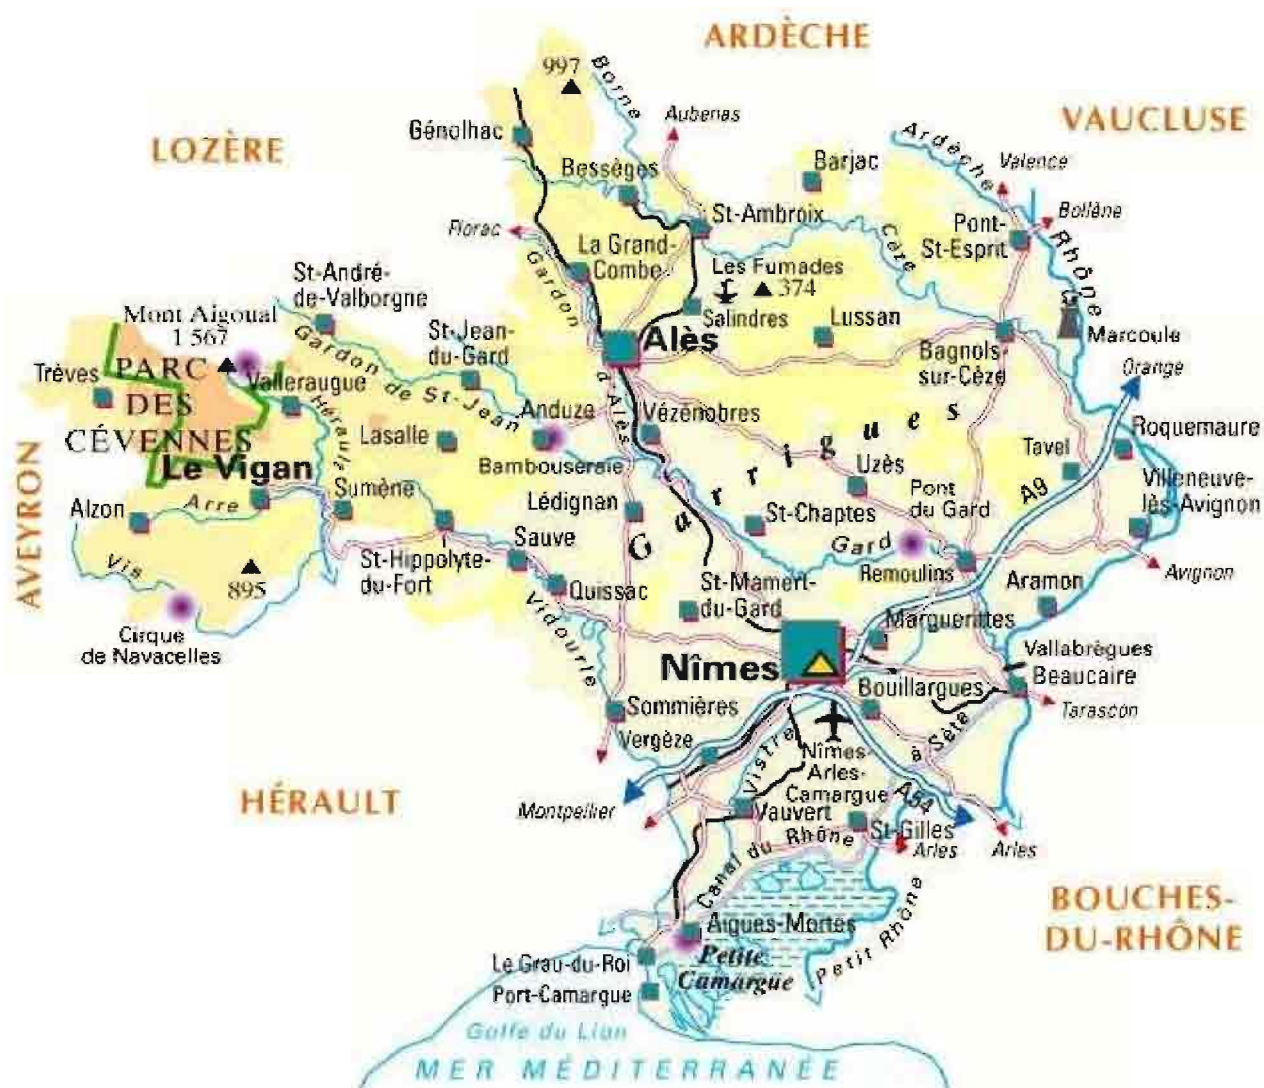 ARDÈCHE
997
Borne
Aubenas
VAUCLUSE
Génolhac
LOZÈRE
Ardèche
Valence
Bessèges
Barjac
Bollène
St-Ambroix
Pont-
St-Esprit
Florac
La Grand-
Combe
Cèze
Rhône
Gardon
Les Fumades
374
St-André-
de-Valborgne
Mont Aigoual
1 567
Salindres
Lussan
Marcoule
St-Jean-
du-Gard
Alès
Bagnols-
sur-Cèze
Orange
Gardon de St-Jean
Trèves
PARC
DES
CÉVENNES
Valleraugue
Hérault
d'Alès
Anduze
Vézénobres
Garrigues
Lasalle
Tavel
Roquemaure
Bambouseraie
Uzès
Le Vigan
A9
Villeneuve-
lès-Avignon
AVEYRON
Alzon
Arre
Sumène
Lédignan
Pont
du Gard
St-Chaptes
Gard
Sauve
Vis
895
St-Hippolyte-
du-Fort
Remoulins
Avignon
Quissac
St-Mamert-
du-Gard
Aramon
Vidourle
Marguerittes
Cirque
de Navacelles
Vallabrègues
Nîmes
Beaucaire
Bouillargues
Sommières
Tarascon
Vergèze
Vistre
à Sète
Nîmes-
Arles-
Camargue
HÉRAULT
A54
Montpellier
Vauvert
St-Gilles
Canal du Rhône
Arles
Arles
BOUCHES-
DU-RHÔNE
Petit Rhône
Aigues-Mortes
Petite
Camargue
Le Grau-du-Roi
Port-Camargue
Golfe du Lion
MER MÉDITERRANÉE